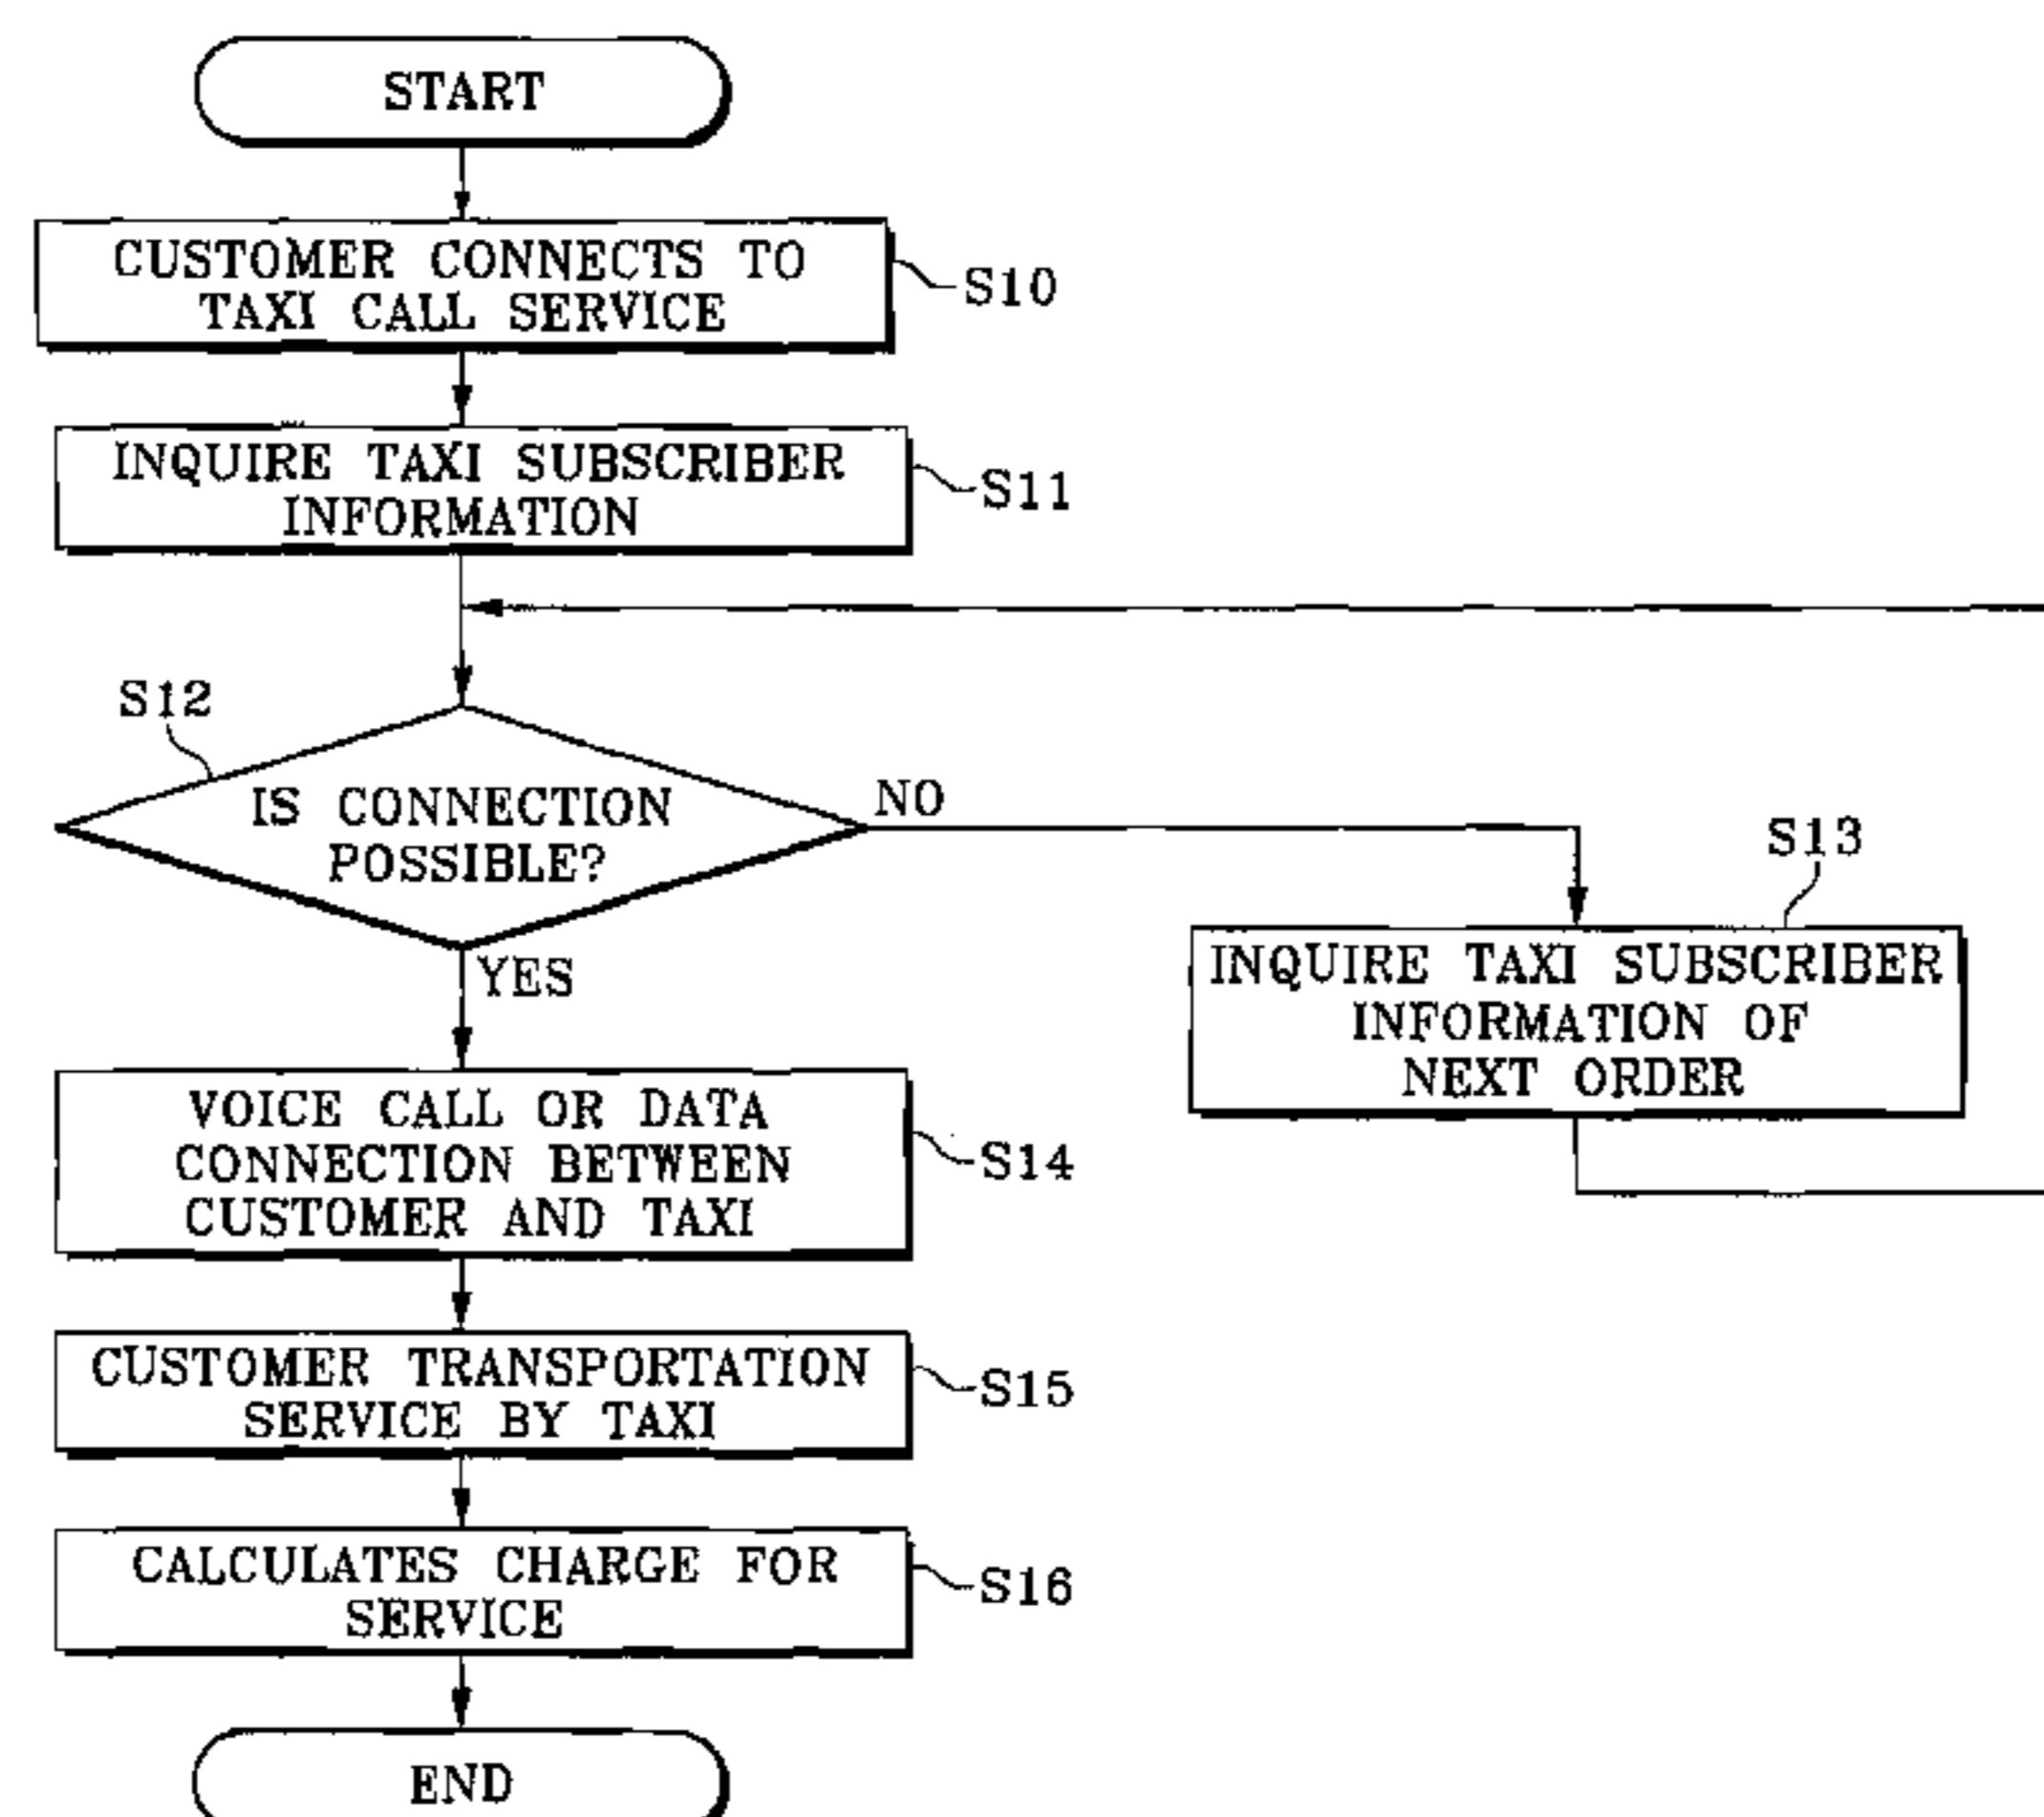 START
CUSTOMER CONNECTS TO
TAXI CALL SERVICE
S10
INQUIRE TAXI SUBSCRIBER
INFORMATION
S11
S12
IS CONNECTION
POSSIBLE?
NO
YES
S13
INQUIRE TAXI SUBSCRIBER
INFORMATION OF
NEXT ORDER
VOICE CALL OR DATA
CONNECTION BETWEEN
CUSTOMER AND TAXI
S14
CUSTOMER TRANSPORTATION
SERVICE BY TAXI
S15
CALCULATES CHARGE FOR
SERVICE
S16
END